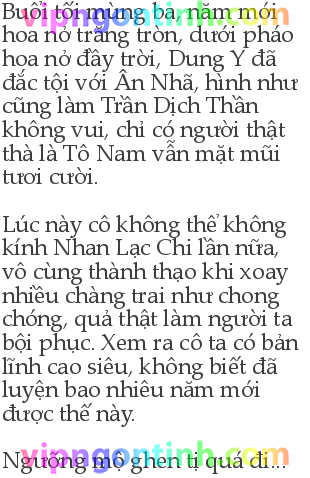 Buổi tối mùng ba, năm mới
hoa nở trăng tròn, dưới pháo
hoa nở đầy trời, Dung Y đã
đắc tội với Ân Nhã, hình như
cũng làm Trần Dịch Thần
không vui, chỉ có người thật
thà là Tô Nam vẫn mặt mũi
tươi cười.
Lúc này cô không thể không
kính Nhan Lạc Chi lần nữa,
vô cùng thành thạo khi xoay
nhiều chàng trai như chong
chóng, quả thật làm người ta
bội phục. Xem ra cô ta có bản
lĩnh cao siêu, không biết đã
luyện bao nhiêu năm mới
được thế này.
Ngưỡng mộ ghen tị quá đi...
vipngontinh.com
vipngontinh.com